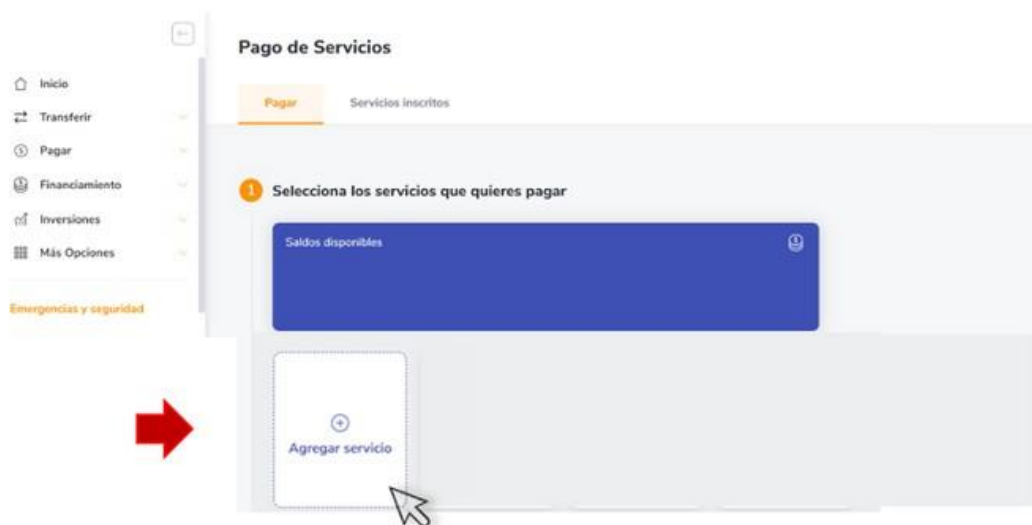 Pago de Servicios
Inicio
Transferir
Pagar
Financiamiento
Inversiones
Más Opciones
Emergencias y seguridad
Pagar
Servicios inscritos
1 Selecciona los servicios que quieres pagar
Saldos disponibles
Agregar servicio